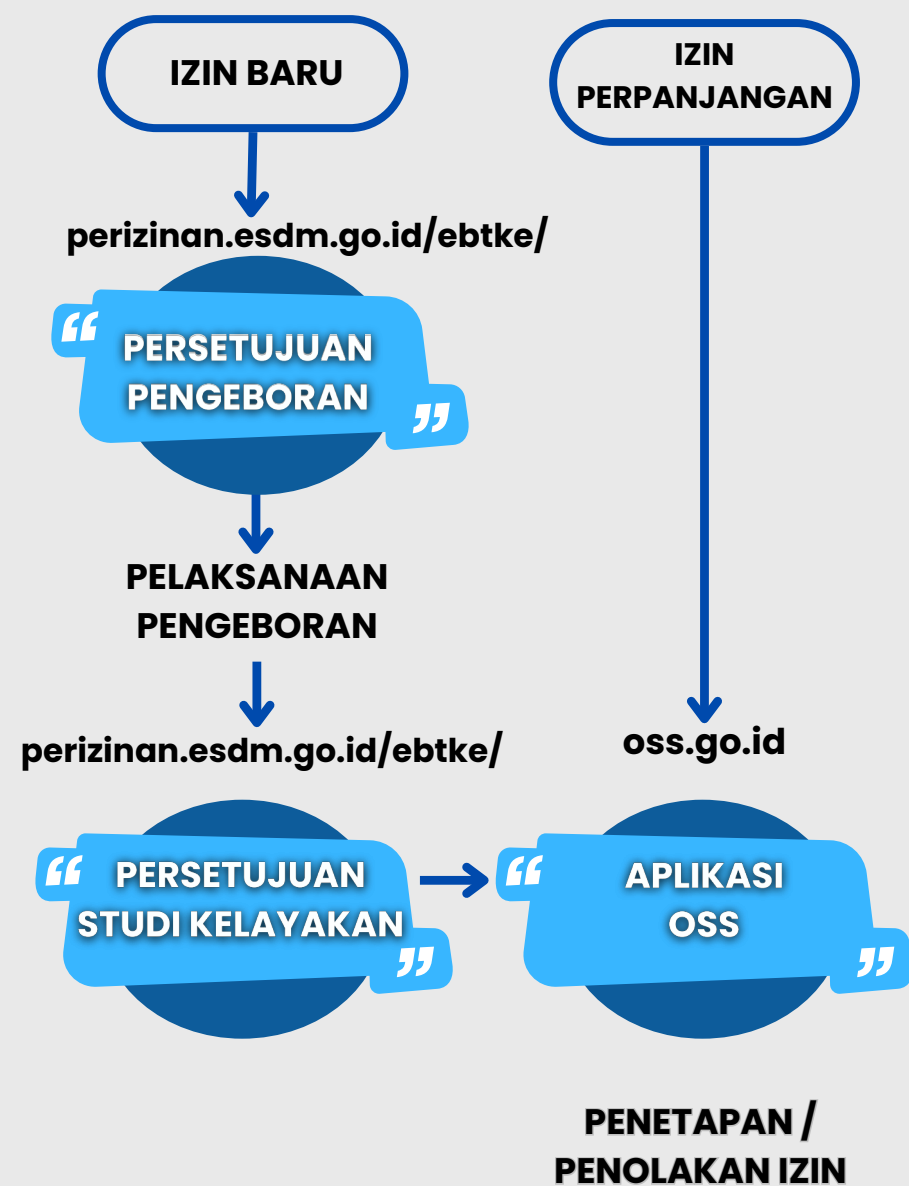 IZIN BARU
perizinan.esdm.go.id/ebtke/
“
PERSETUJUAN
PENGEBORAN
”
PELAKSANAAN
PENGEBORAN
perizinan.esdm.go.id/ebtke/
“
PERSETUJUAN
STUDI KELAYAKAN
”
IZIN
PERPANJANGAN
oss.go.id
“
APLIKASI
OSS
”
PENETAPAN /
PENOLAKAN IZIN